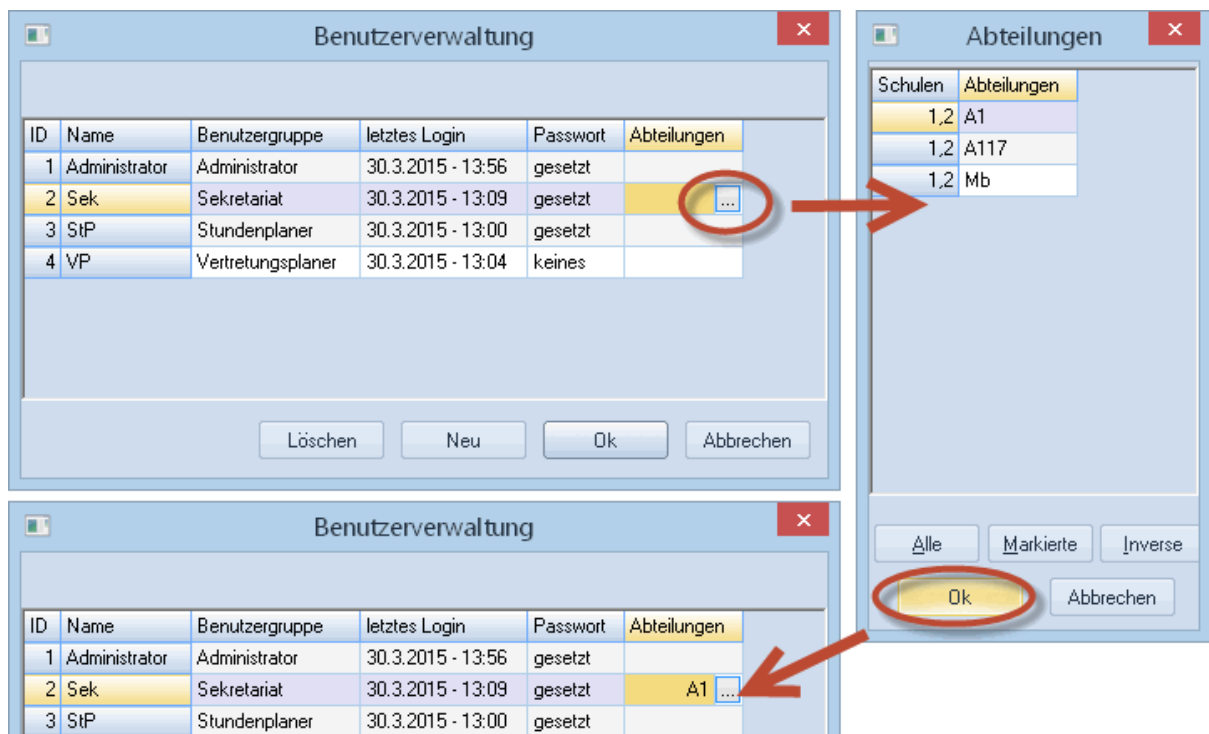 Benutzerverwaltung
ID Name Benutzergruppe letztes Login Passwort Abteilungen
1 Administrator Administrator 30.3.2015 - 13:56 gesetzt
2 Sek Sekretariat 30.3.2015 - 13:09 gesetzt ...
3 StP Stundenplaner 30.3.2015 - 13:00 gesetzt
4 VP Vertretungsplaner 30.3.2015 - 13:04 keines
Löschen Neu Ok Abbrechen
Abteilungen
Schulen Abteilungen
1,2 A1
1,2 A117
1,2 Mb
Alle Markierte Inverse
Ok Abbrechen
Benutzerverwaltung
ID Name Benutzergruppe letztes Login Passwort Abteilungen
1 Administrator Administrator 30.3.2015 - 13:56 gesetzt
2 Sek Sekretariat 30.3.2015 - 13:09 gesetzt A1 ...
3 StP Stundenplaner 30.3.2015 - 13:00 gesetzt